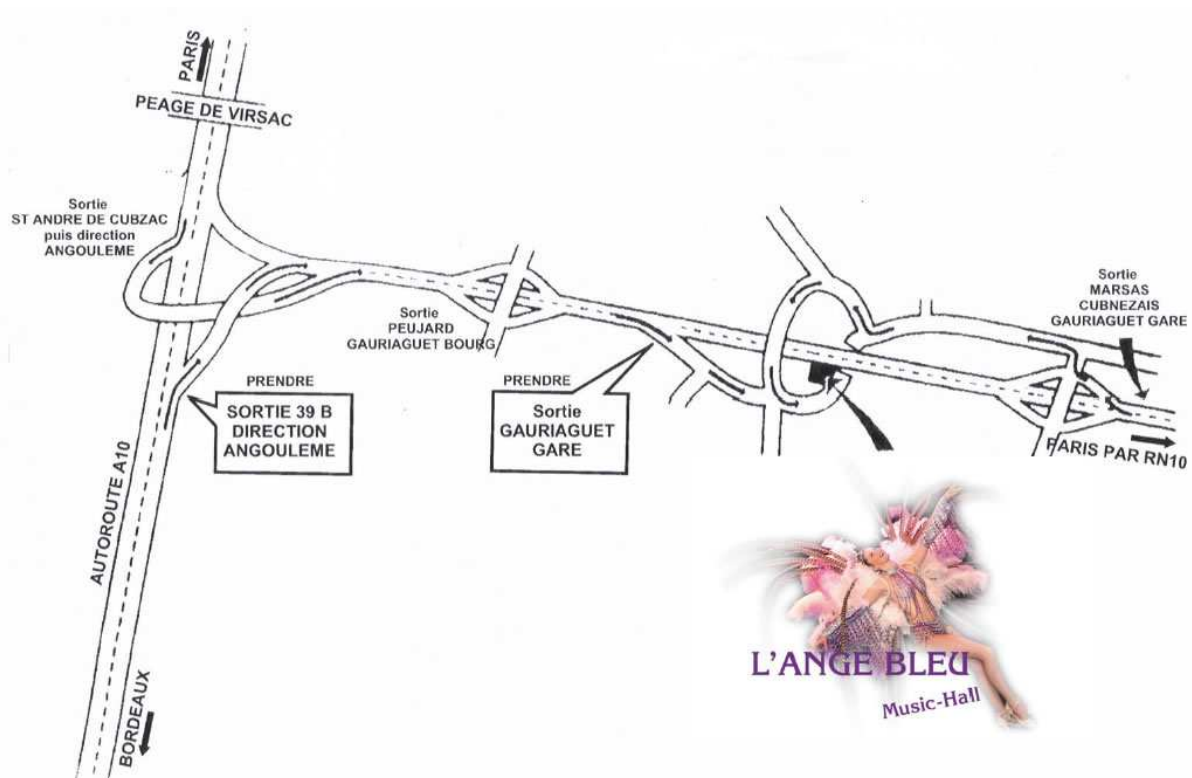 PARIS
PEAGE DE VIRSAC
Sortie
ST ANDRE DE CUBZAC
puis direction
ANGOULEME
Sortie
PEUJARD
GAURIAGUET BOURG
Sortie
MARSAS
CUBNEZAIS
GAURIAGUET GARE
PRENDRE
SORTIE 39 B
DIRECTION
ANGOULEME
PRENDRE
Sortie
GAURIAGUET
GARE
PARIS PAR RN10
AUTOROUTE A10
BORDEAUX
L'ANGE BLEU
Music-Hall